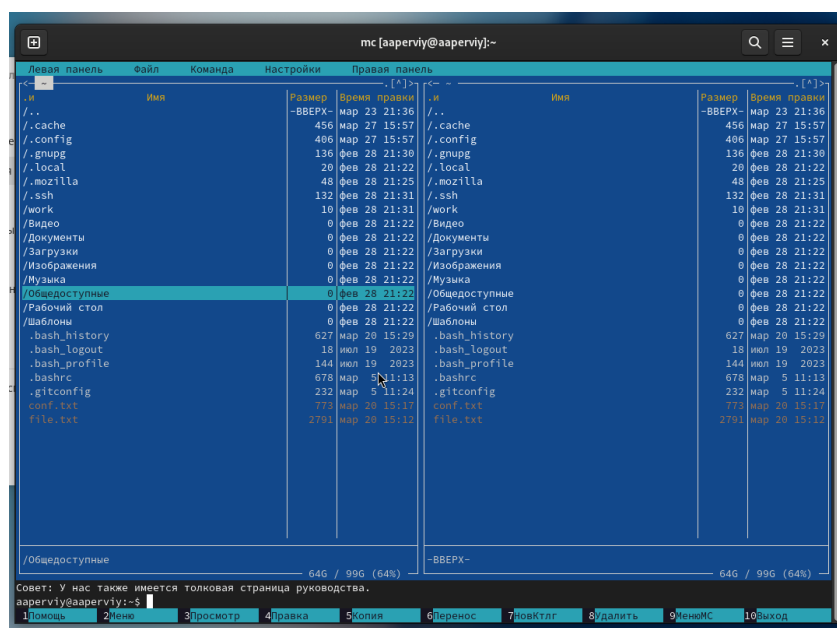 mc [aaperviy@aaperviy]:~
Левая панель Файл Команда Настройки Правая панель
<- ~ .[^]> <- ~ .[^]>
.и Имя Размер Время правки .и Имя Размер Время правки
/.. -ВВЕРХ- мар 23 21:36 /.. -ВВЕРХ- мар 23 21:36
/.cache 456 мар 27 15:57 /.cache 456 мар 27 15:57
/.config 406 мар 27 15:57 /.config 406 мар 27 15:57
/.gnupg 136 фев 28 21:30 /.gnupg 136 фев 28 21:30
/.local 20 фев 28 21:22 /.local 20 фев 28 21:22
/.mozilla 48 фев 28 21:25 /.mozilla 48 фев 28 21:25
/.ssh 132 фев 28 21:31 /.ssh 132 фев 28 21:31
/work 10 фев 28 21:31 /work 10 фев 28 21:31
/Видео 0 фев 28 21:22 /Видео 0 фев 28 21:22
/Документы 0 фев 28 21:22 /Документы 0 фев 28 21:22
/Загрузки 0 фев 28 21:22 /Загрузки 0 фев 28 21:22
/Изображения 0 фев 28 21:22 /Изображения 0 фев 28 21:22
/Музыка 0 фев 28 21:22 /Музыка 0 фев 28 21:22
/Общедоступные 0 фев 28 21:22 /Общедоступные 0 фев 28 21:22
/Рабочий стол 0 фев 28 21:22 /Рабочий стол 0 фев 28 21:22
/Шаблоны 0 фев 28 21:22 /Шаблоны 0 фев 28 21:22
.bash_history 627 мар 20 15:29 .bash_history 627 мар 20 15:29
.bash_logout 18 июл 19 2023 .bash_logout 18 июл 19 2023
.bash_profile 144 июл 19 2023 .bash_profile 144 июл 19 2023
.bashrc 678 мар 5 11:13 .bashrc 678 мар 5 11:13
.gitconfig 232 мар 5 11:24 .gitconfig 232 мар 5 11:24
conf.txt 773 мар 20 15:17 conf.txt 773 мар 20 15:17
file.txt 2791 мар 20 15:12 file.txt 2791 мар 20 15:12
/Общедоступные -ВВЕРХ-
64G / 99G (64%) 64G / 99G (64%)
Совет: У нас также имеется толковая страница руководства.
aaperviy@aaperviy:~$
1Помощь 2Меню 3Просмотр 4Правка 5Копия 6Перенос 7НовКтлг 8Удалить 9МенюМС 10Выход